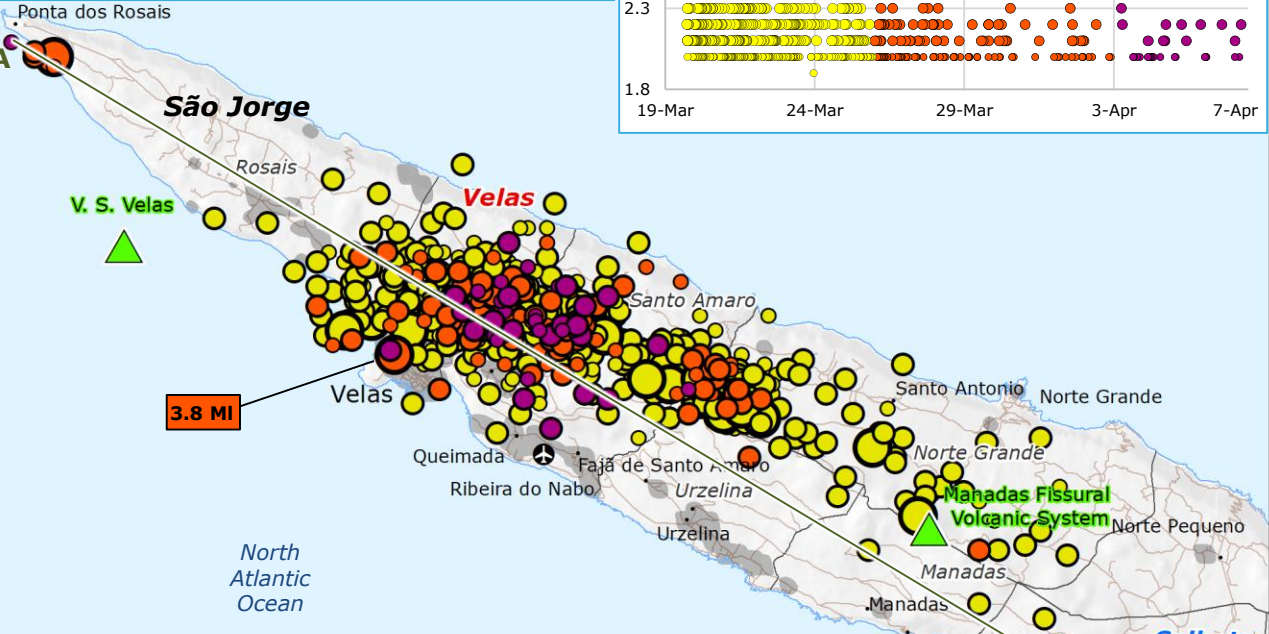 2.3
1.8
19-Mar
24-Mar
29-Mar
3-Apr
7-Apr
Ponta dos Rosais
A
São Jorge
Rosais
V. S. Velas
Velas
Santo Amaro
3.8 Ml
Velas
Santo Antonio
Norte Grande
Queimada
Fajã de Santo Amaro
Norte Grande
Ribeira do Nabo
Urzelina
Manadas Fissural
Volcanic System
Norte Pequeno
Urzelina
North
Atlantic
Ocean
Manadas
Manadas